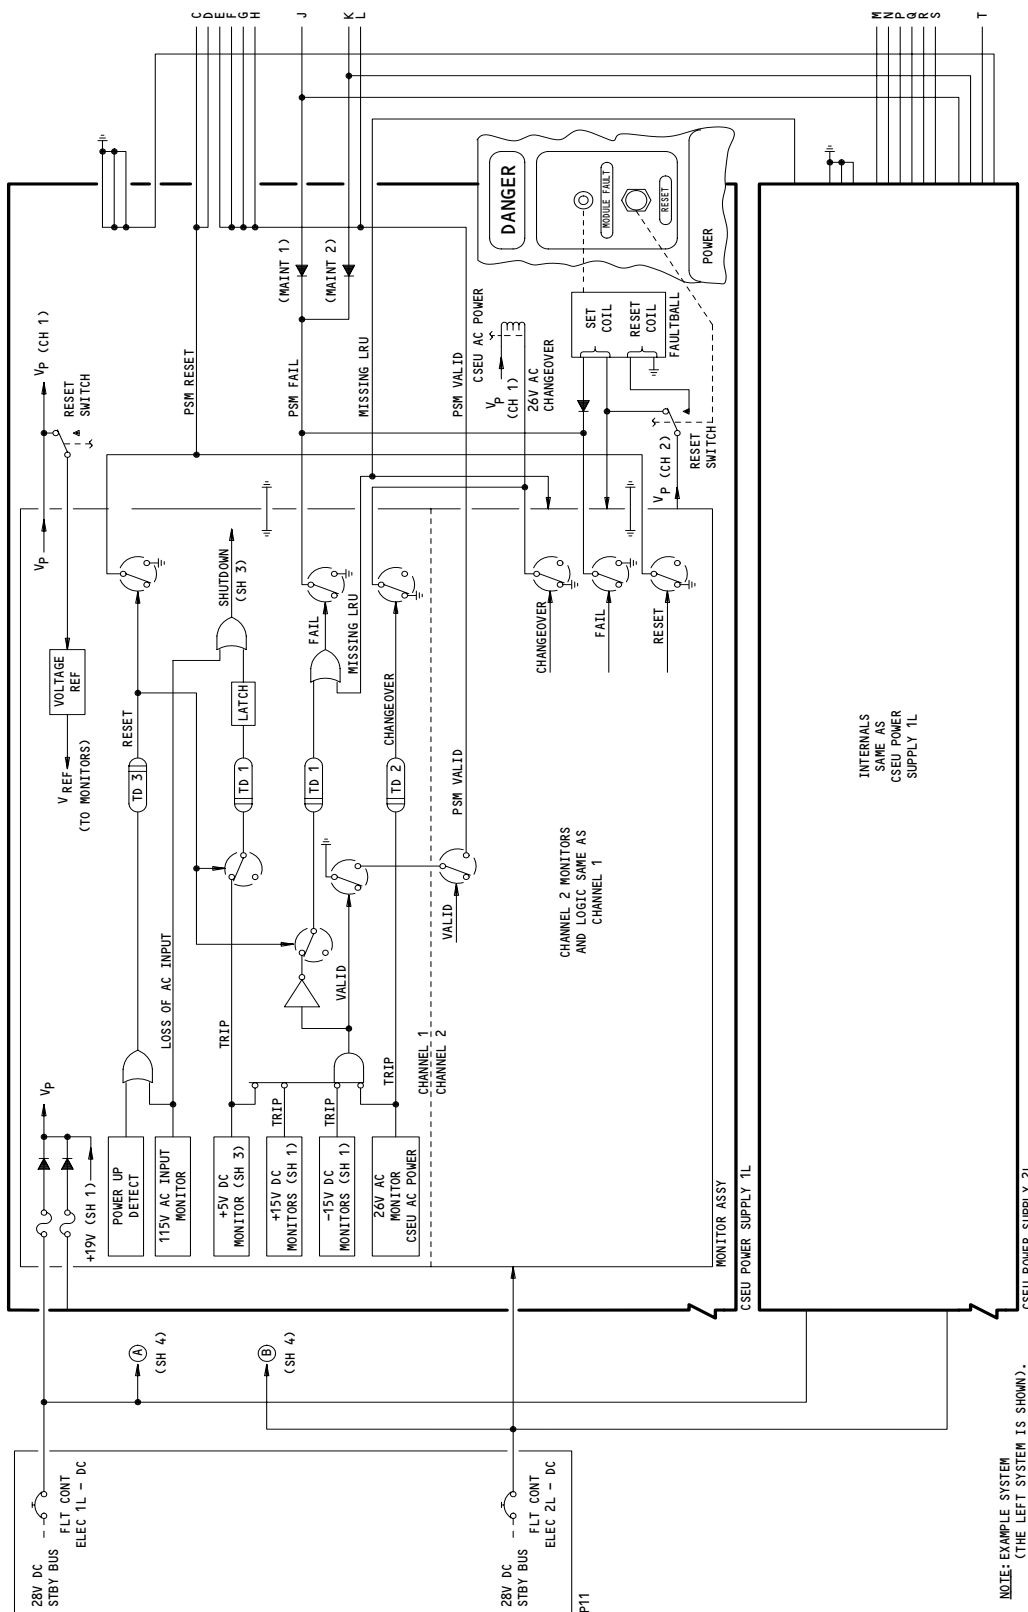 28V DC
STBY BUS
FLT CONT
ELEC 1L - DC
28V DC
STBY BUS
FLT CONT
ELEC 2L - DC
P11
A
(SH 4)
B
(SH 4)
+19V (SH 1)
VP
POWER UP
DETECT
115V AC INPUT
MONITOR
+5V DC
MONITOR (SH 3)
+15V DC
MONITORS (SH 1)
-15V DC
MONITORS (SH 1)
26V AC
MONITOR
CSEU AC POWER
LOSS OF AC INPUT
TRIP
TRIP
TRIP
TRIP
VALID
CHANNEL 1
CHANNEL 2
VREF
(TO MONITORS)
VOLTAGE
REF
TD 3
RESET
TD 1
LATCH
SHUTDOWN
(SH 3)
TD 1
FAIL
MISSING LRU
TD 2
CHANGEOVER
VALID
PSM VALID
CHANNEL 2 MONITORS
AND LOGIC SAME AS
CHANNEL 1
CHANGEOVER
FAIL
RESET
MONITOR ASSY
CSEU POWER SUPPLY 1L
VP
VP (CH 1)
RESET
SWITCH
PSM RESET
PSM FAIL
(MAINT 1)
(MAINT 2)
MISSING LRU
PSM VALID
CSEU AC POWER
VP
(CH 1)
26V AC
CHANGEOVER
SET
COIL
RESET
COIL
FAULTBALL
VP (CH 2)
RESET
SWITCH
DANGER
MODULE FAULT
RESET
POWER
C
D
E
F
G
H
J
K
L
M
N
P
Q
R
S
T
INTERNALS
SAME AS
CSEU POWER
SUPPLY 1L
CSEU POWER SUPPLY 2L
NOTE: EXAMPLE SYSTEM
(THE LEFT SYSTEM IS SHOWN).